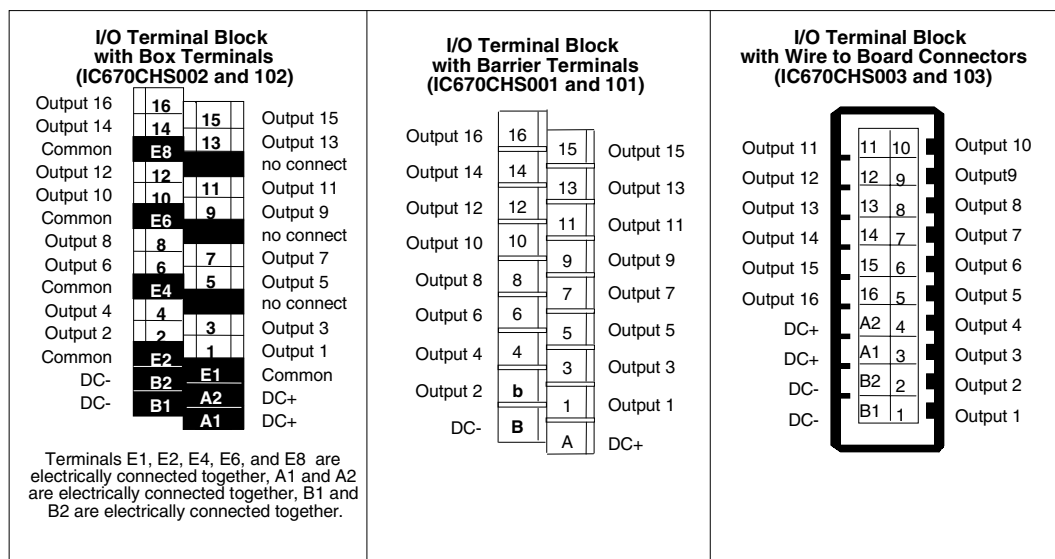 I/O Terminal Block
with Box Terminals
(IC670CHS002 and 102)
Output 16 16
15 Output 15
Output 14 14
13 Output 13
Common E8
no connect
Output 12 12
11 Output 11
Output 10 10
9 Output 9
Common E6
no connect
Output 8 8
7 Output 7
Output 6 6
5 Output 5
Common E4
no connect
Output 4 4
3 Output 3
Output 2 2
1 Output 1
Common E2
E1 Common
DC- B2
A2 DC+
DC- B1
A1 DC+
Terminals E1, E2, E4, E6, and E8 are
electrically connected together, A1 and A2
are electrically connected together, B1 and
B2 are electrically connected together.
I/O Terminal Block
with Barrier Terminals
(IC670CHS001 and 101)
Output 16 16
15 Output 15
Output 14 14
13 Output 13
Output 12 12
11 Output 11
Output 10 10
9 Output 9
Output 8 8
7 Output 7
Output 6 6
5 Output 5
Output 4 4
3 Output 3
Output 2 b
1 Output 1
DC- B
A DC+
I/O Terminal Block
with Wire to Board Connectors
(IC670CHS003 and 103)
Output 11 11 10 Output 10
Output 12 12 9 Output9
Output 13 13 8 Output 8
Output 14 14 7 Output 7
Output 15 15 6 Output 6
Output 16 16 5 Output 5
DC+ A2 4 Output 4
DC+ A1 3 Output 3
DC- B2 2 Output 2
DC- B1 1 Output 1